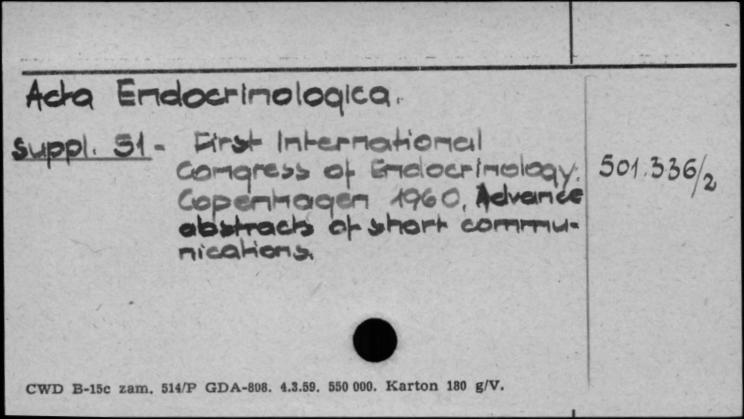 Acta Endocrinologica.
Suppl. 51 - First International
Congress of Endocrinology. 501.336/2
Copenhagen 1960. Advance
abstracts of short commu-
nications.
CWD B-15c zam. 514/P GDA-808. 4.3.59. 550 000. Karton 180 g/V.